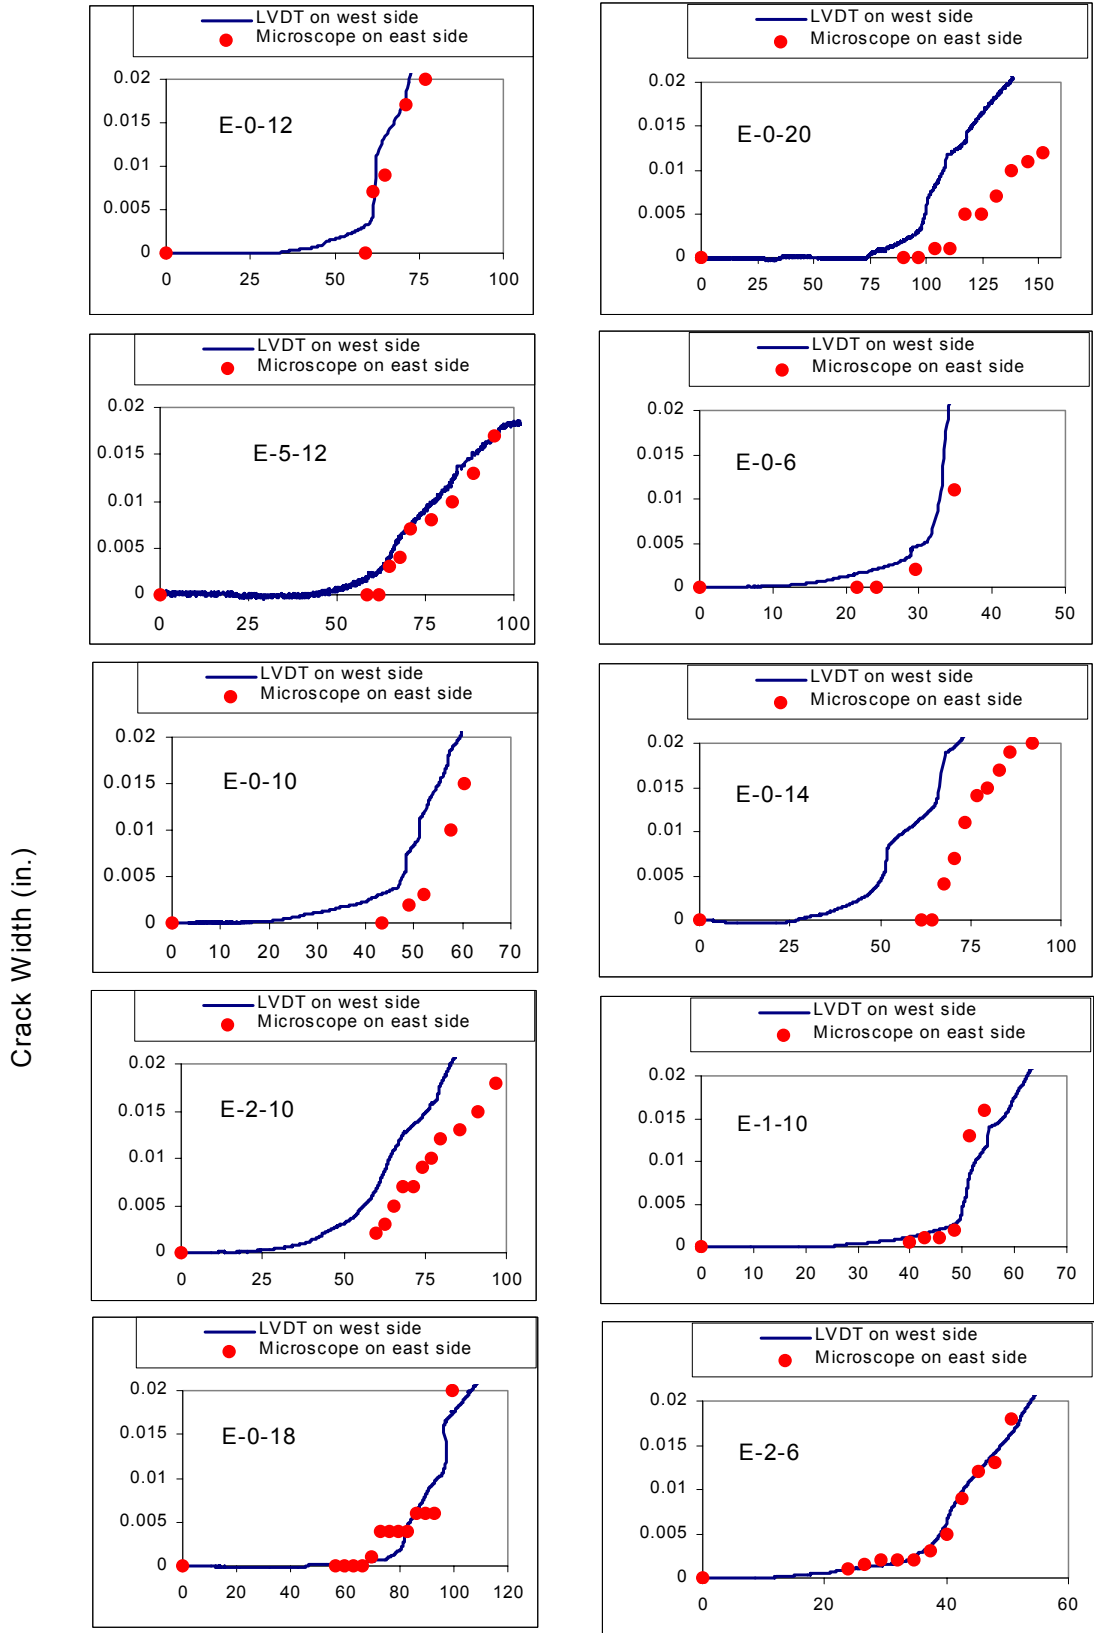 Crack Width (in.)
LVDT on west side
Microscope on east side
E-0-12
0.02
0.015
0.01
0.005
0
0 25 50 75 100
LVDT on west side
Microscope on east side
E-0-20
0.02
0.015
0.01
0.005
0
0 25 50 75 100 125 150
LVDT on west side
Microscope on east side
E-5-12
0.02
0.015
0.01
0.005
0
0 25 50 75 100
LVDT on west side
Microscope on east side
E-0-6
0.02
0.015
0.01
0.005
0
0 10 20 30 40 50
LVDT on west side
Microscope on east side
E-0-10
0.02
0.015
0.01
0.005
0
0 10 20 30 40 50 60 70
LVDT on west side
Microscope on east side
E-0-14
0.02
0.015
0.01
0.005
0
0 25 50 75 100
LVDT on west side
Microscope on east side
E-2-10
0.02
0.015
0.01
0.005
0
0 25 50 75 100
LVDT on west side
Microscope on east side
E-1-10
0.02
0.015
0.01
0.005
0
0 10 20 30 40 50 60 70
LVDT on west side
Microscope on east side
E-0-18
0.02
0.015
0.01
0.005
0
0 20 40 60 80 100 120
LVDT on west side
Microscope on east side
E-2-6
0.02
0.015
0.01
0.005
0
0 20 40 60